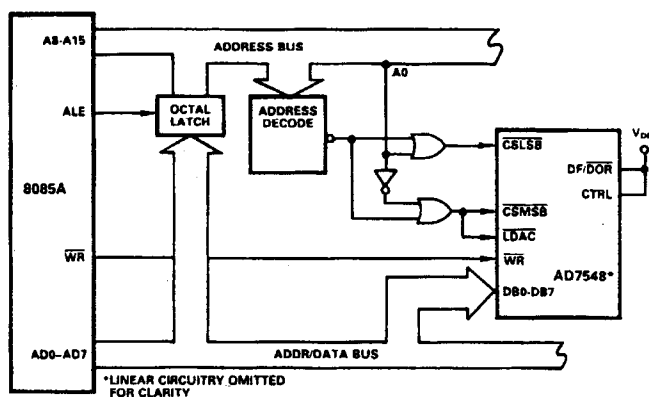 A8-A15
ADDRESS BUS
A0
ALE
OCTAL
LATCH
ADDRESS
DECODE
8085A
CSLSB
DF/DOR
CTRL
CSMSB
LDAC
WR
WR
AD7548*
DB0-DB7
AD0-AD7
ADDR/DATA BUS
*LINEAR CIRCUITRY OMITTED
FOR CLARITY